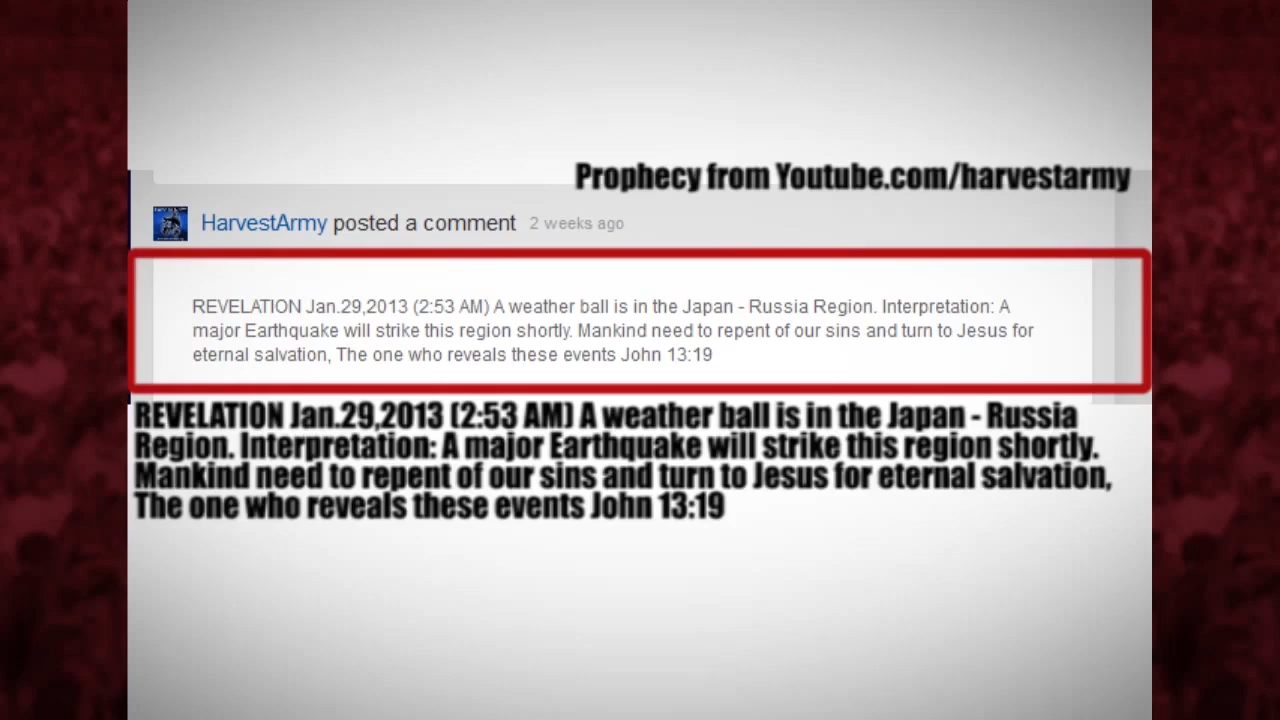 Prophecy from Youtube.com/harvestarmy
HarvestArmy posted a comment 2 weeks ago
REVELATION Jan.29,2013 (2:53 AM) A weather ball is in the Japan - Russia Region. Interpretation: A
major Earthquake will strike this region shortly. Mankind need to repent of our sins and turn to Jesus for
eternal salvation, The one who reveals these events John 13:19
REVELATION Jan.29,2013 (2:53 AM) A weather ball is in the Japan - Russia
Region. Interpretation: A major Earthquake will strike this region shortly.
Mankind need to repent of our sins and turn to Jesus for eternal salvation,
The one who reveals these events John 13:19